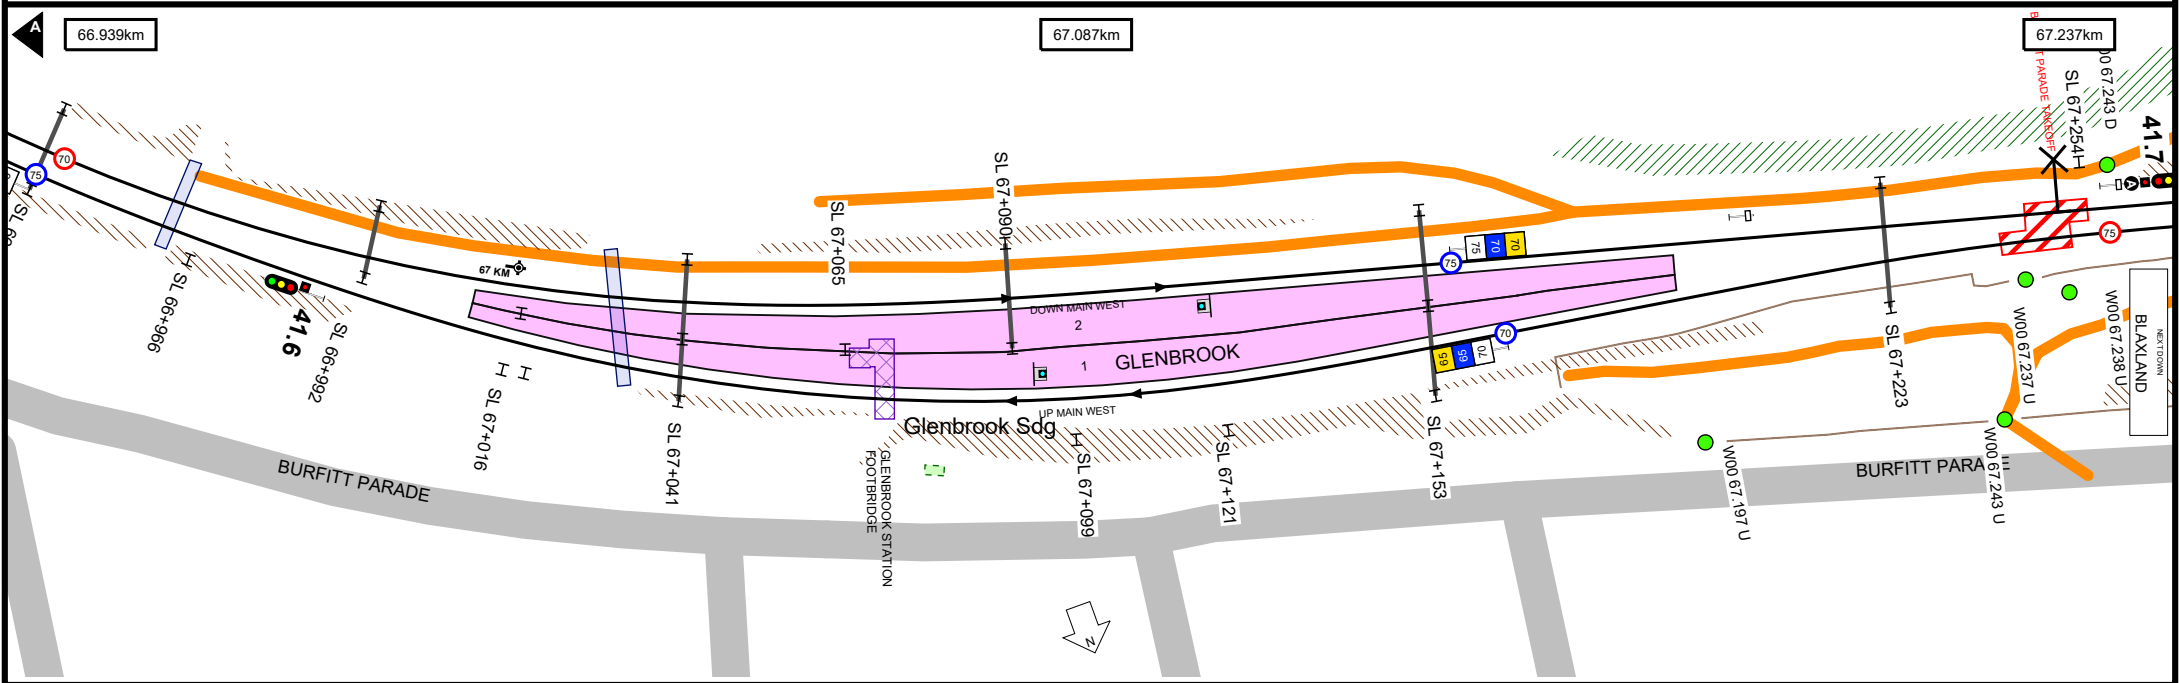 A
66.939km
67.087km
67.237km
70
75
SL 66+966
41.6
SL 66+992
67 KM
SL 67+016
SL 67+041
SL 67+065
SL 67+090H
DOWN MAIN WEST
2
1
GLENBROOK
UP MAIN WEST
Glenbrook Sdg
GLENBROOK STATION
FOOTBRIDGE
SL 67+099
SL 67+121
SL 67+153
75
75
70
70
70
65
65
70
SL 67+223
T PARADE TAKEOFF
SL 67+254H
67.243 D
41.7
A
75
W00 67.237 U
W00 67.238 U
BLAXLAND
NEXT DOWN
W00 67.197 U
W00 67.243 U
BURFITT PARADE
BURFITT PARA
N